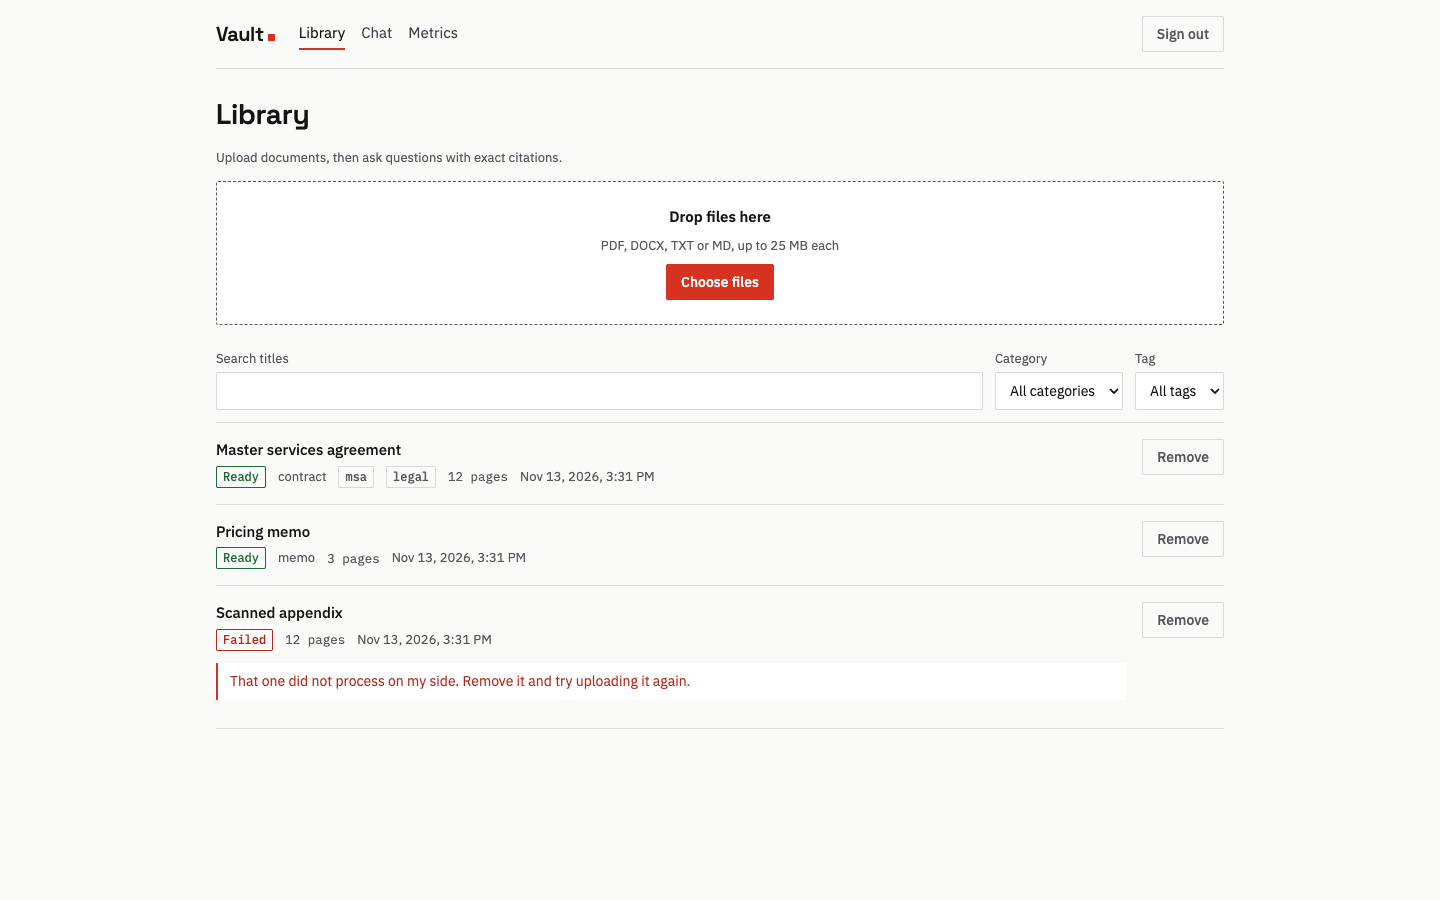 Vault Library Chat Metrics Sign out
Library
Upload documents, then ask questions with exact citations.
Drop files here
PDF, DOCX, TXT or MD, up to 25 MB each
Choose files
Search titles Category Tag
All categories All tags
Master services agreement Remove
Ready contract msa legal 12 pages Nov 13, 2026, 3:31 PM
Pricing memo Remove
Ready memo 3 pages Nov 13, 2026, 3:31 PM
Scanned appendix Remove
Failed 12 pages Nov 13, 2026, 3:31 PM
That one did not process on my side. Remove it and try uploading it again.